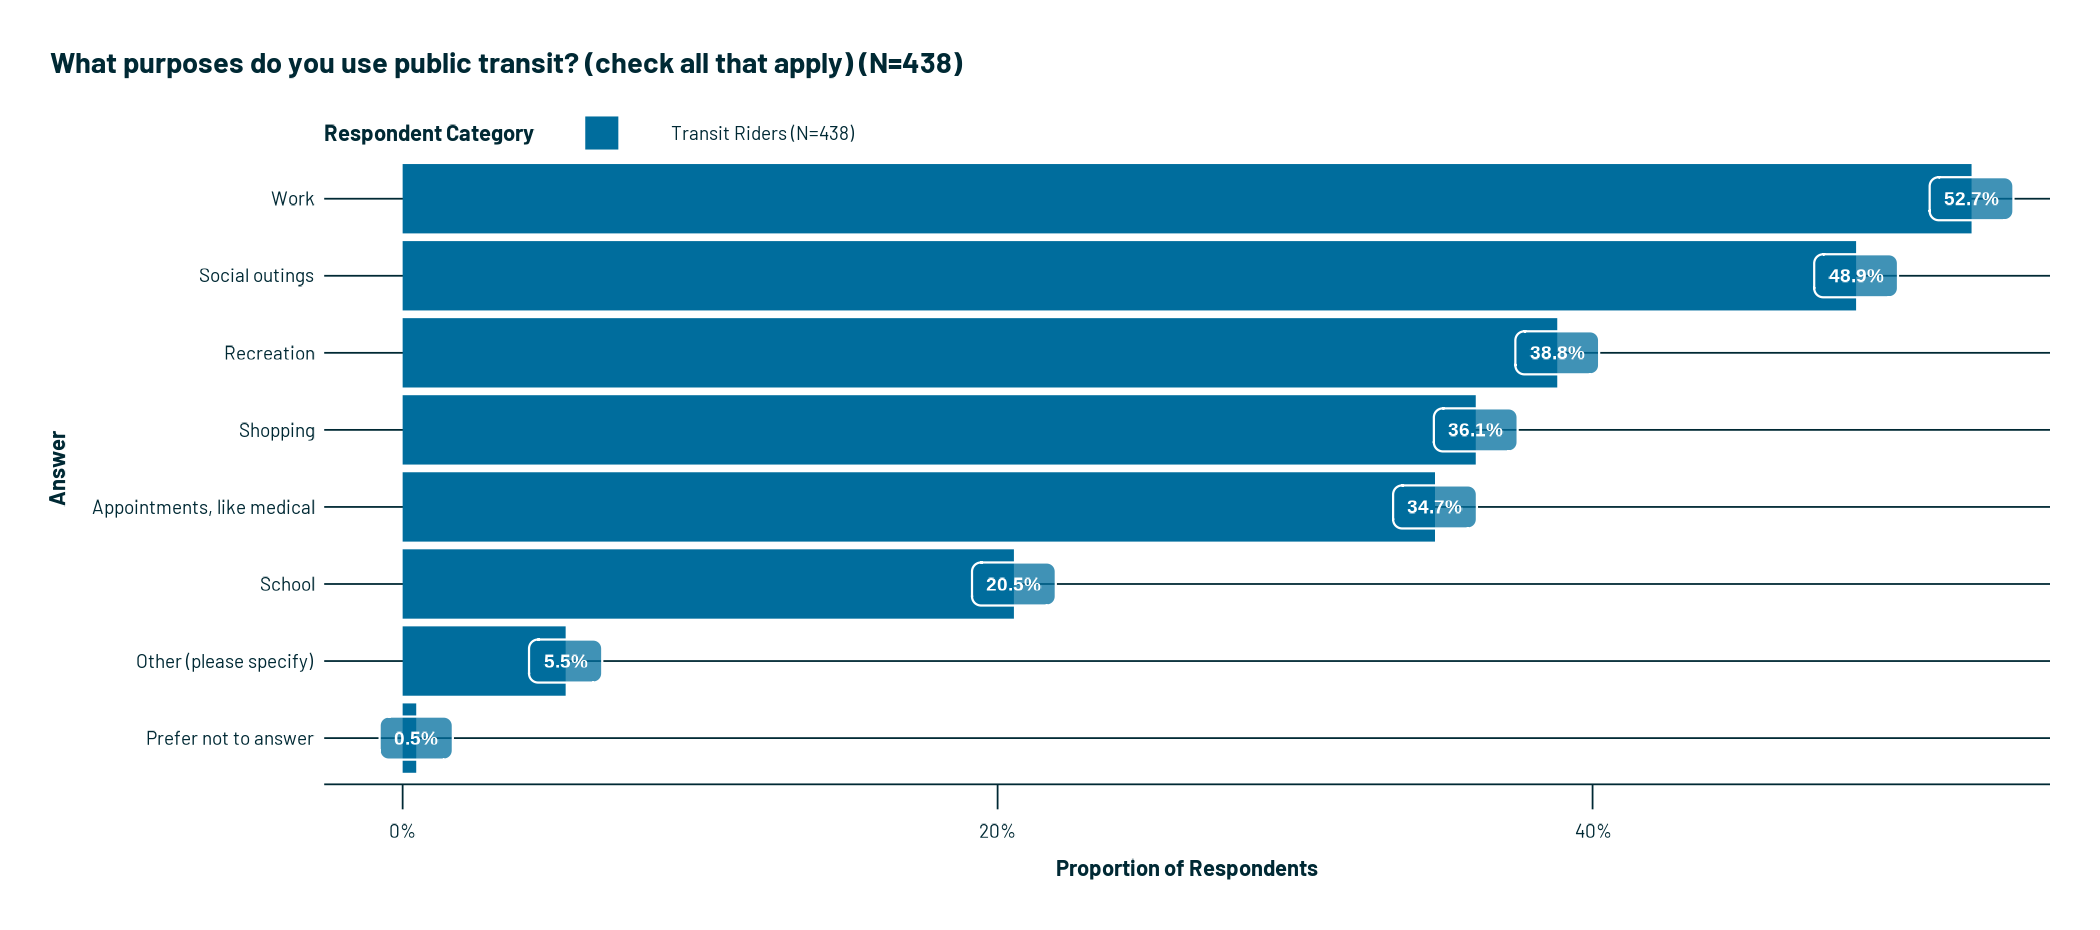 What purposes do you use public transit? (check all that apply) (N=438)
Respondent Category
Transit Riders (N=438)
Work
52.7%
Social outings
48.9%
Recreation
38.8%
Shopping
36.1%
Answer
Appointments, like medical
34.7%
School
20.5%
Other (please specify)
5.5%
Prefer not to answer
0.5%
0%
20%
40%
Proportion of Respondents